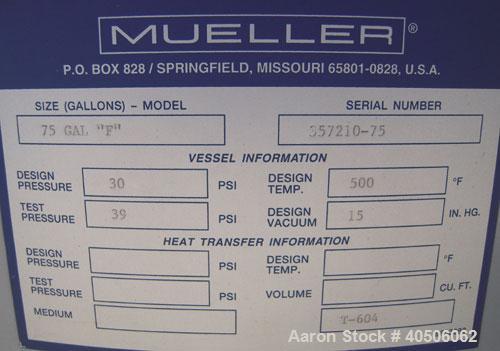 MUELLER®
P.O. BOX 828 / SPRINGFIELD, MISSOURI 65801-0828, U.S.A.
SIZE (GALLONS) – MODEL SERIAL NUMBER
75 GAL "F" 357210-75
VESSEL INFORMATION
DESIGN PRESSURE 30 PSI DESIGN TEMP. 500 °F
TEST PRESSURE 39 PSI DESIGN VACUUM 15 IN. HG.
HEAT TRANSFER INFORMATION
DESIGN PRESSURE PSI DESIGN TEMP. °F
TEST PRESSURE PSI VOLUME CU. FT.
MEDIUM T-604
Aaron Stock # 40506062